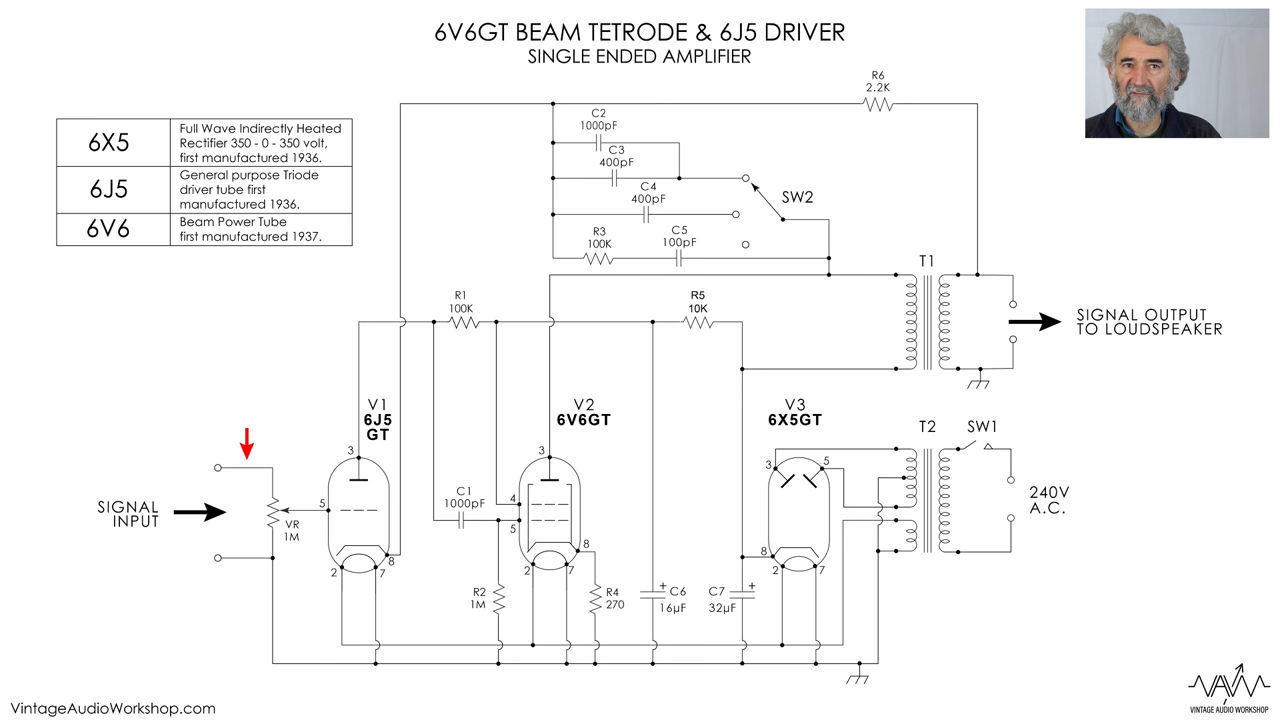 6V6GT BEAM TETRODE & 6J5 DRIVER
SINGLE ENDED AMPLIFIER
6X5
Full Wave Indirectly Heated
Rectifier 350 - 0 - 350 volt,
first manufactured 1936.
6J5
General purpose Triode
driver tube first
manufactured 1936.
6V6
Beam Power Tube
first manufactured 1937.
R6
2.2K
C2
1000pF
C3
400pF
C4
400pF
SW2
R3
100K
C5
100pF
T1
R1
100K
R5
10K
SIGNAL OUTPUT
TO LOUDSPEAKER
V1
6J5
GT
V2
6V6GT
V3
6X5GT
T2
SW1
240V
A.C.
SIGNAL
INPUT
VR
1M
3
5
8
2
7
C1
1000pF
3
4
5
8
2
7
R2
1M
R4
270
C6
+
16µF
C7
+
32µF
3
5
8
2
7
VintageAudioWorkshop.com
VAW
VINTAGE AUDIO WORKSHOP